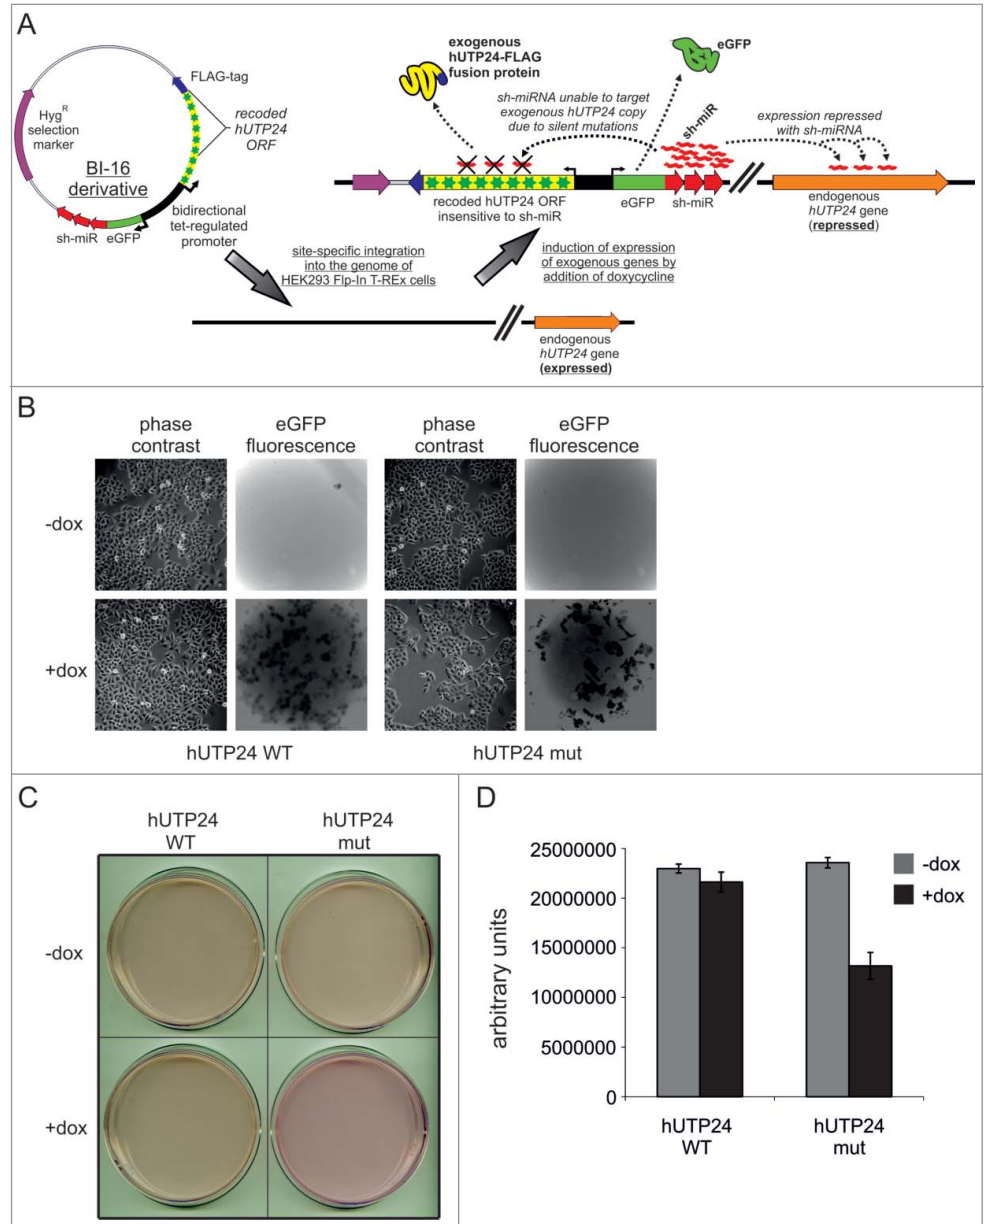 A
FLAG-tag
recoded
hUTP24
ORF
Hyg^R
selection
marker
BI-16
derivative
sh-miR
eGFP
bidirectional
tet-regulated
promoter
exogenous
hUTP24-FLAG
fusion protein
eGFP
sh-miRNA unable to target
exogenous hUTP24 copy
due to silent mutations
sh-miR
expression repressed
with sh-miRNA
recoded hUTP24 ORF
insensitive to sh-miR
eGFP
sh-miR
endogenous
hUTP24 gene
(repressed)
site-specific integration
into the genome of
HEK293 Flp-In T-REx cells
induction of expression
of exogenous genes by
addition of doxycycline
endogenous
hUTP24 gene
(expressed)
B
phase
contrast
eGFP
fluorescence
phase
contrast
eGFP
fluorescence
-dox
+dox
hUTP24 WT
hUTP24 mut
C
hUTP24
WT
hUTP24
mut
-dox
+dox
D
arbitrary units
25000000
20000000
15000000
10000000
5000000
0
-dox
+dox
hUTP24
WT
hUTP24
mut